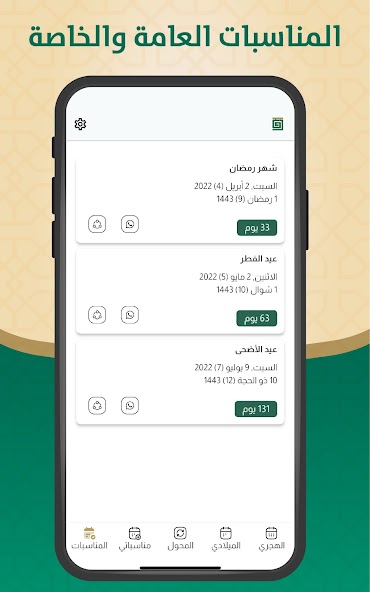 المناسبات العامة والخاصة
شهر رمضان
السبت, 2 أبريل (4) 2022
1 رمضان (9) 1443
33 يوم
عيد الفطر
الاثنين, 2 مايو (5) 2022
1 شوال (10) 1443
63 يوم
عيد الأضحى
السبت, 9 يوليو (7) 2022
10 ذو الحجة (12) 1443
131 يوم
الهجري الميلادي المحول مناسباتي المناسبات